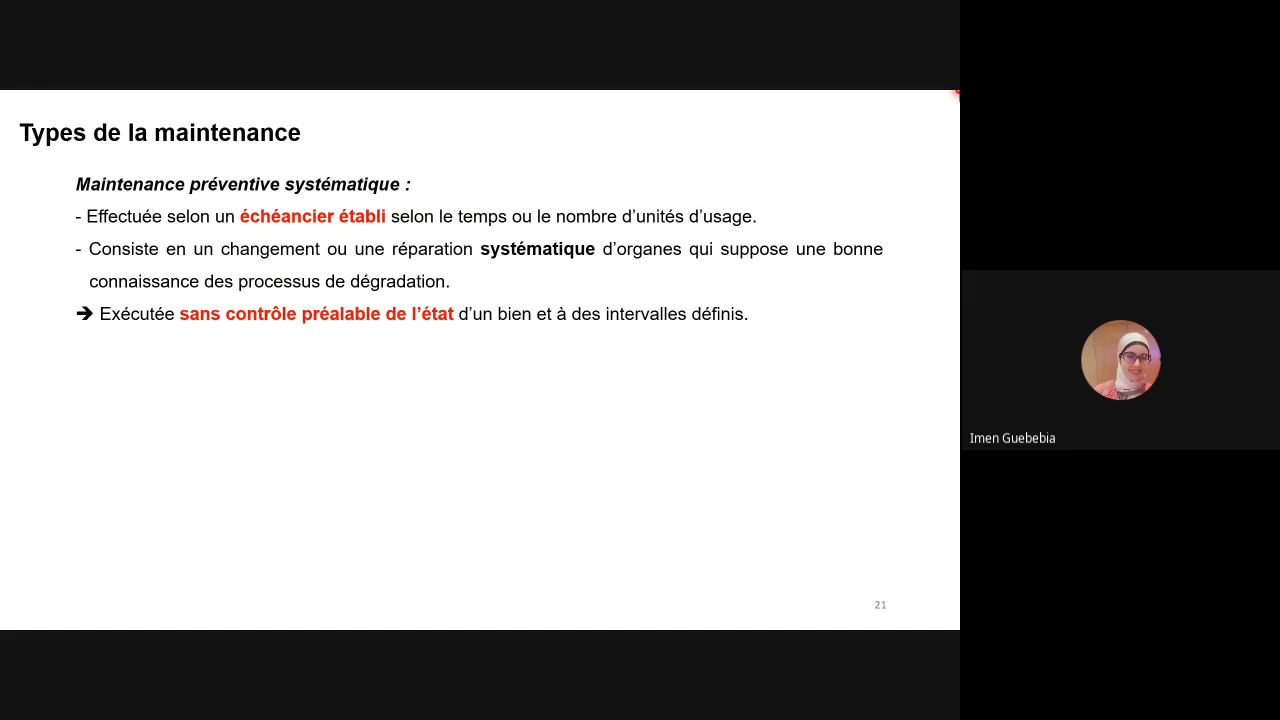 Types de la maintenance
Maintenance préventive systématique :
- Effectuée selon un échéancier établi selon le temps ou le nombre d’unités d’usage.
- Consiste en un changement ou une réparation systématique d’organes qui suppose une bonne
connaissance des processus de dégradation.
➔ Exécutée sans contrôle préalable de l’état d’un bien et à des intervalles définis.
21
Imen Guebebia